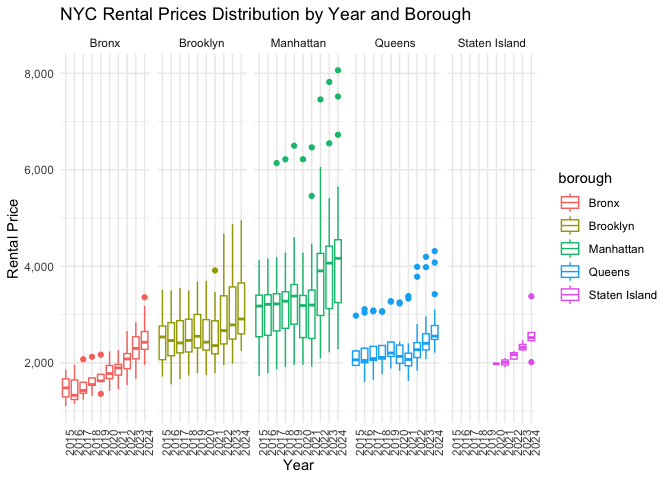 NYC Rental Prices Distribution by Year and Borough
Bronx Brooklyn Manhattan Queens Staten Island
8,000
6,000
4,000
2,000
Rental Price
2015 2016 2017 2018 2019 2020 2021 2022 2023 2024 2015 2016 2017 2018 2019 2020 2021 2022 2023 2024 2015 2016 2017 2018 2019 2020 2021 2022 2023 2024 2015 2016 2017 2018 2019 2020 2021 2022 2023 2024 2015 2016 2017 2018 2019 2020 2021 2022 2023 2024
Year
borough
Bronx
Brooklyn
Manhattan
Queens
Staten Island